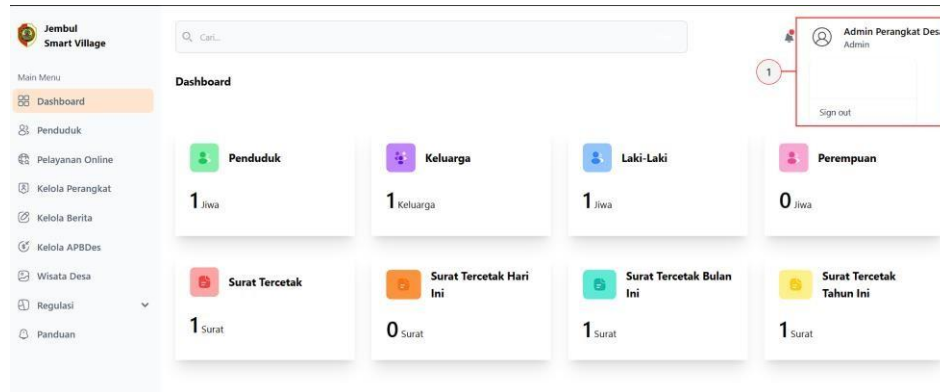 Jembul
Smart Village
Cari...
Admin Perangkat Desa
Admin
1
Sign out
Main Menu
Dashboard
Penduduk
Pelayanan Online
Kelola Perangkat
Kelola Berita
Kelola APBDes
Wisata Desa
Regulasi
Panduan
Dashboard
Penduduk
1 Jiwa
Keluarga
1 Keluarga
Laki-Laki
1 Jiwa
Perempuan
0 Jiwa
Surat Tercetak
1 Surat
Surat Tercetak Hari
Ini
0 Surat
Surat Tercetak Bulan
Ini
1 Surat
Surat Tercetak
Tahun Ini
1 Surat